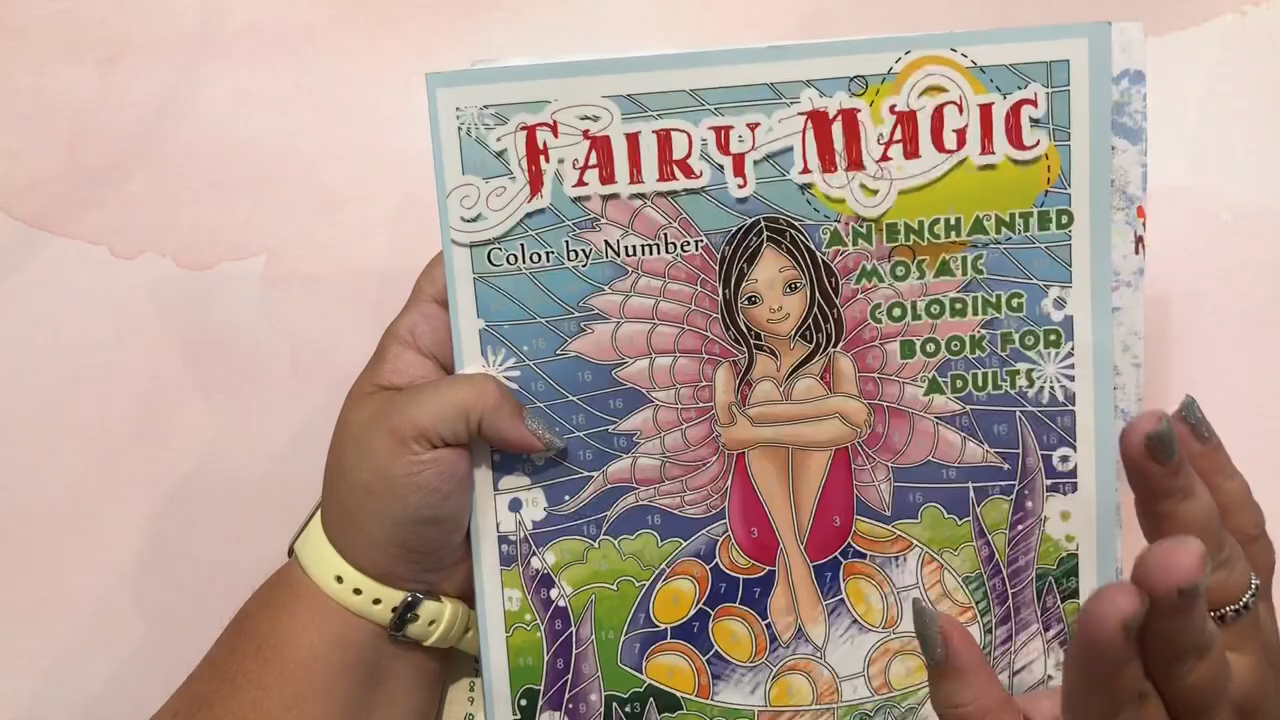 FAIRY MAGIC
Color by Number
AN ENCHANTED
MOSAIC
COLORING
BOOK FOR
ADULTS